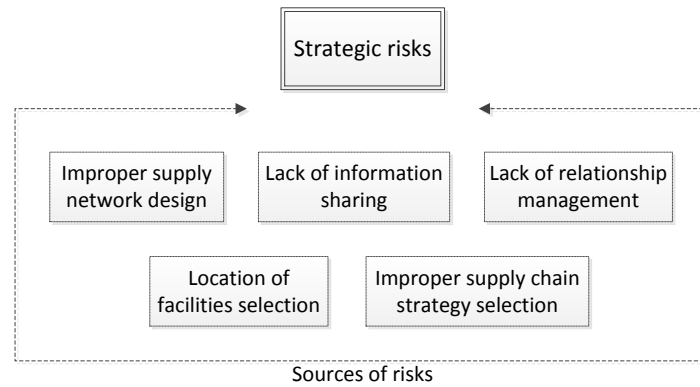 Strategic risks
Improper supply
network design
Lack of information
sharing
Lack of relationship
management
Location of
facilities selection
Improper supply chain
strategy selection
Sources of risks